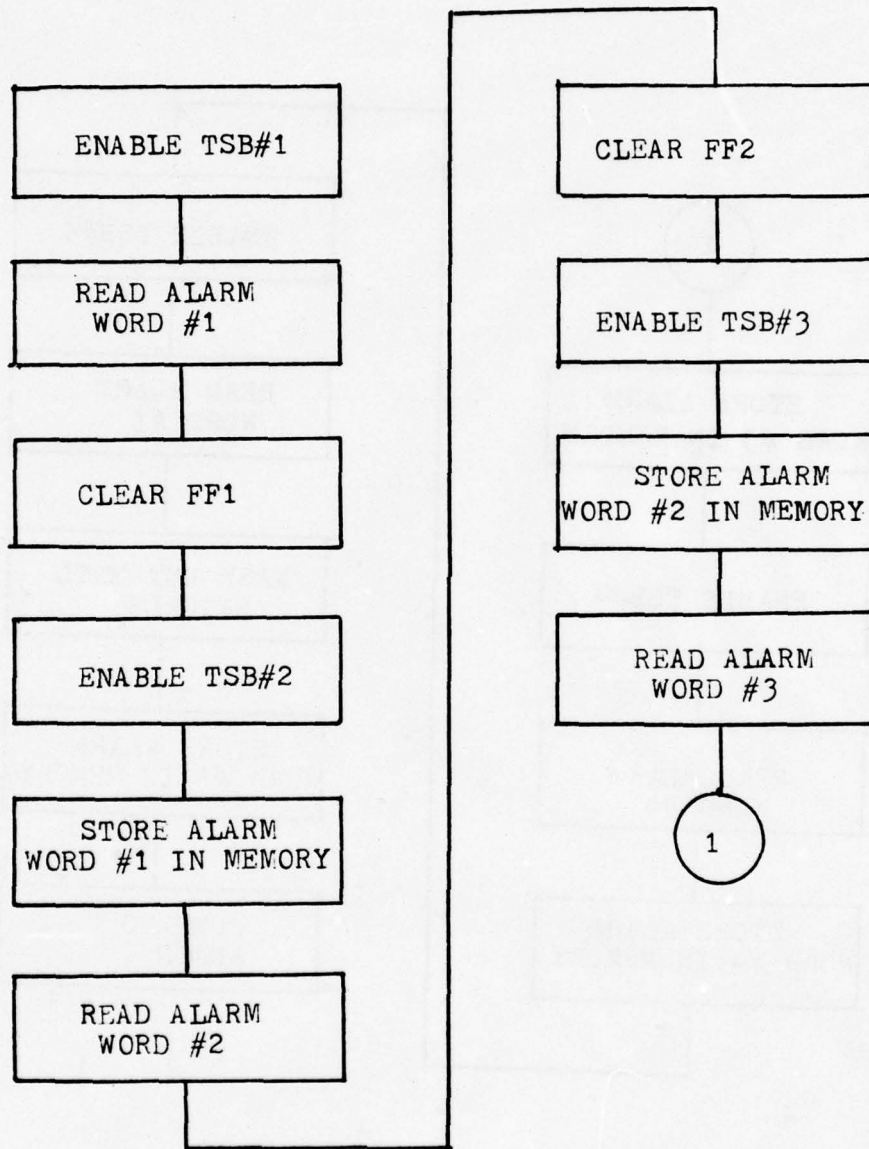 ENABLE TSB#1
READ ALARM
WORD #1
CLEAR FF1
ENABLE TSB#2
STORE ALARM
WORD #1 IN MEMORY
READ ALARM
WORD #2
CLEAR FF2
ENABLE TSB#3
STORE ALARM
WORD #2 IN MEMORY
READ ALARM
WORD #3
1